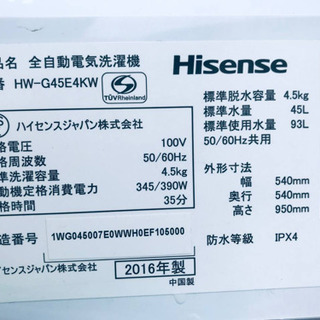 品名 全自動電気洗濯機
番 HW-G45E4KW
S
TÜVRheinland
Hisense
PS
ハイセンスジャパン株式会社
格電圧 100V
格周波数 50/60Hz
準洗濯容量 4.5kg
動機定格消費電力 345/390W
時間 35分
標準脱水容量 4.5kg
標準水量 45L
標準使用水量 93L
50/60Hz共用
外形寸法
幅 540mm
奥行 540mm
高さ 950mm
造番号 1WG045007E0WWH0EF105000
防水等級 IPX4
ハイセンスジャパン株式会社 2016年製
中国製